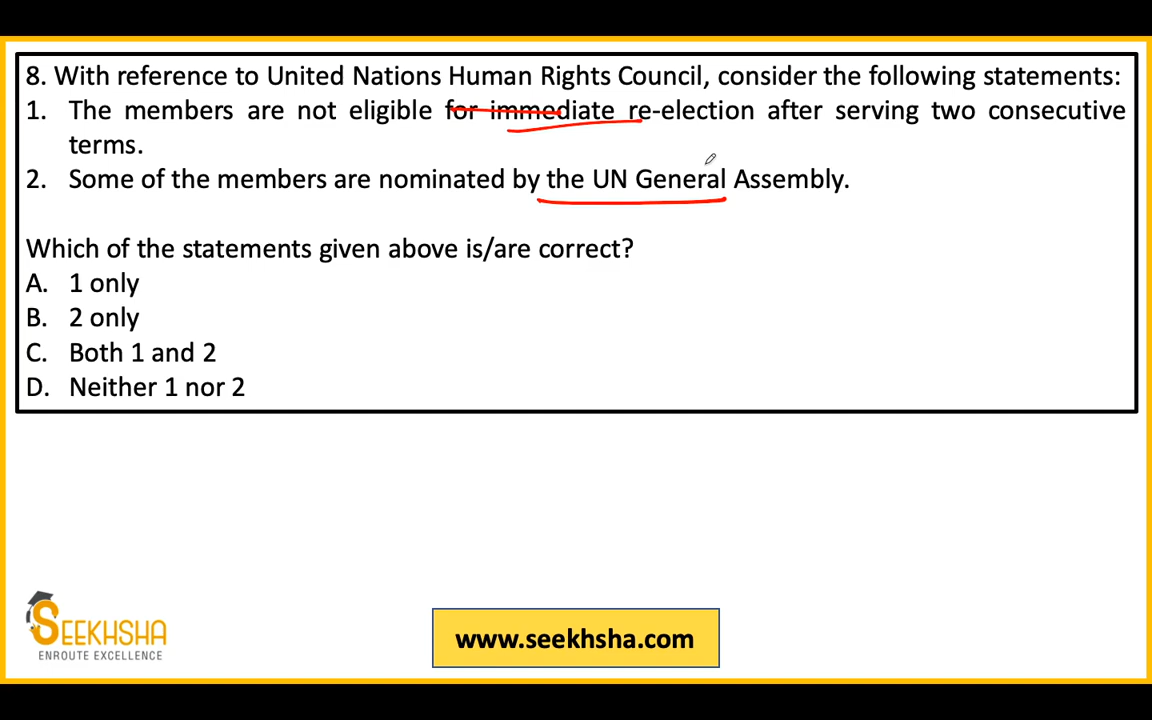 8. With reference to United Nations Human Rights Council, consider the following statements:
1. The members are not eligible for immediate re-election after serving two consecutive
terms.
2. Some of the members are nominated by the UN General Assembly.
Which of the statements given above is/are correct?
A. 1 only
B. 2 only
C. Both 1 and 2
D. Neither 1 nor 2
SEEKHSHA
ENROUTE EXCELLENCE
www.seekhsha.com